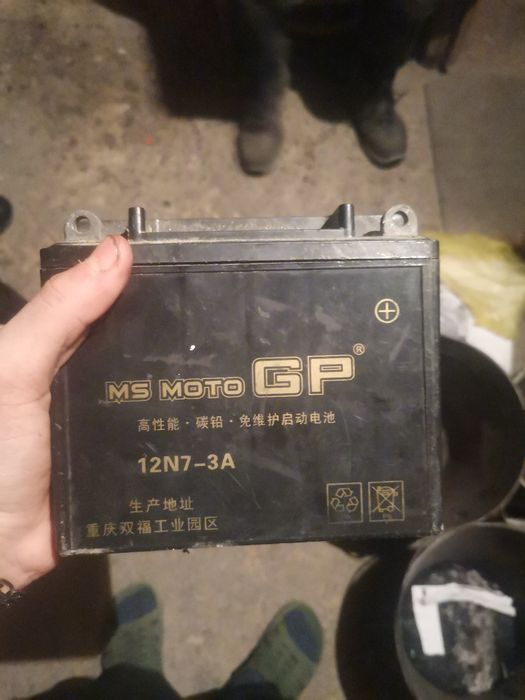 MS MOTO GP®
高性能·碳铅·免维护启动电池
12N7-3A
生产地址
重庆双福工业园区
Pb